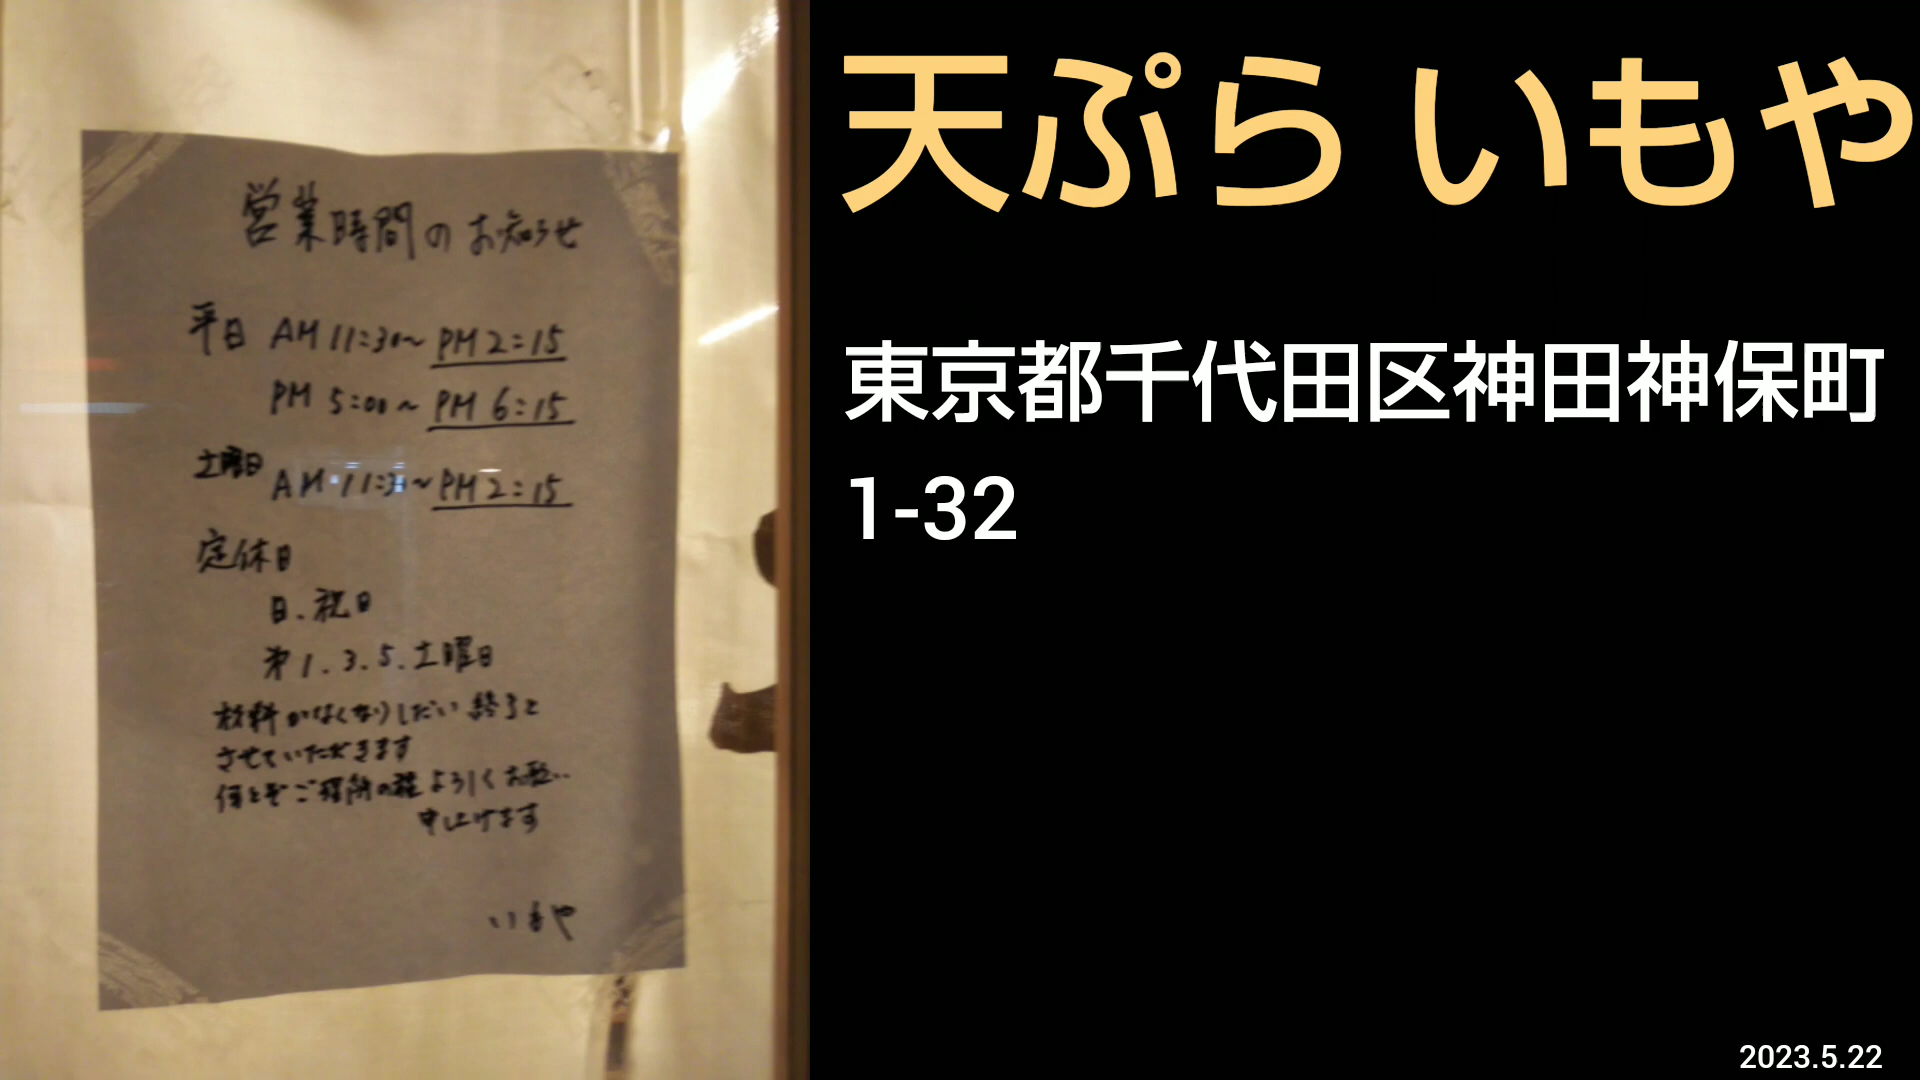 営業時間のお知らせ
平日 AM 11:30~PM 2:15
PM 5:00~PM 6:15
土曜日 AM 11:30~PM 2:15
定休日
日.祝日
第1.3.5.土曜日
材料がなくなりしだい終了と
させていただきます
何とぞご理解の程よろしくお願い
申し上げます
いもや
天ぷら いもや
東京都千代田区神田神保町
1-32
2023.5.22